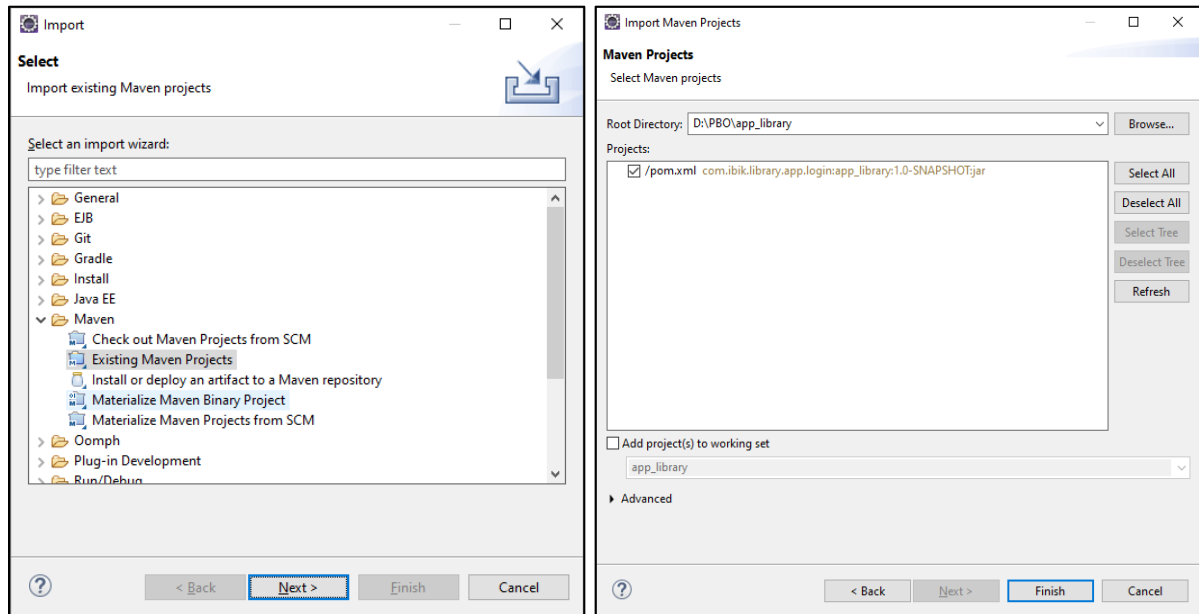 Import
Select
Import existing Maven projects
Select an import wizard:
type filter text
General
EJB
Git
Gradle
Install
Java EE
Maven
Check out Maven Projects from SCM
Existing Maven Projects
Install or deploy an artifact to a Maven repository
Materialize Maven Binary Project
Materialize Maven Projects from SCM
Oomph
Plug-in Development
Run/Debug
? < Back Next > Finish Cancel
Import Maven Projects
Maven Projects
Select Maven projects
Root Directory: D:\PBO\app_library Browse...
Projects:
/pom.xml com.ibik.library.app.login:app_library:1.0-SNAPSHOT:jar
Select All
Deselect All
Select Tree
Deselect Tree
Refresh
Add project(s) to working set
app_library
Advanced
? < Back Next > Finish Cancel